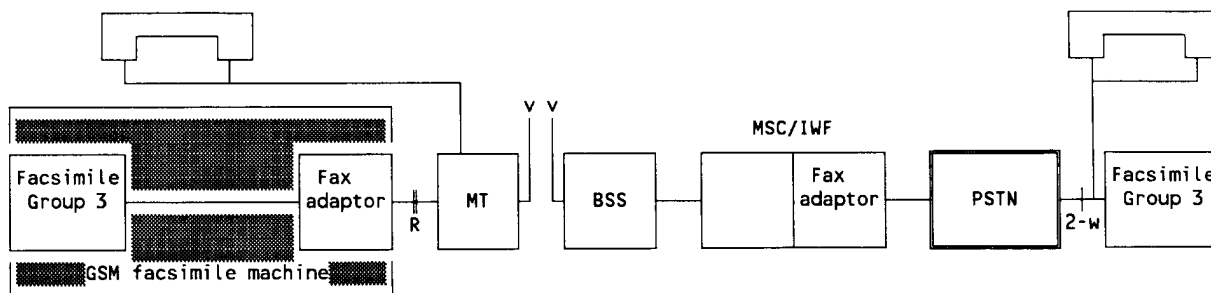 MSC/IWF
Facsimile
Group 3
Fax
adaptor
R
MT
BSS
Fax
adaptor
PSTN
2-w
Facsimile
Group 3
GSM facsimile machine